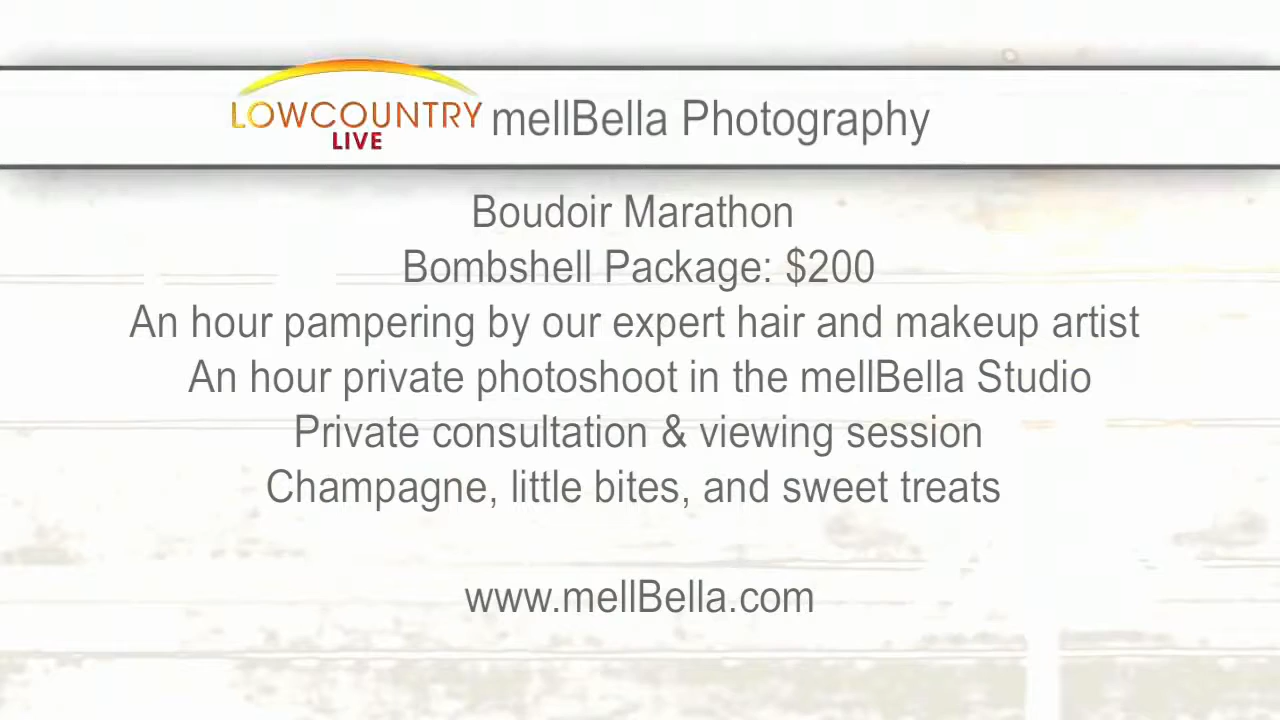 LOWCOUNTRY
LIVE
mellBella Photography
Boudoir Marathon
Bombshell Package: $200
An hour pampering by our expert hair and makeup artist
An hour private photoshoot in the mellBella Studio
Private consultation & viewing session
Champagne, little bites, and sweet treats
www.mellBella.com